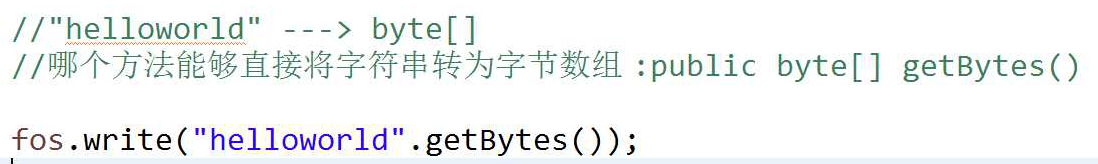 //"helloworld" ---> byte[]
//哪个方法能够直接将字符串转为字节数组:public byte[] getBytes()
fos.write("helloworld".getBytes());